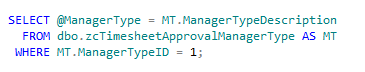 SELECT @ManagerType = MT.ManagerTypeDescription
FROM dbo.zcTimesheetApprovalManagerType AS MT
WHERE MT.ManagerTypeID = 1;